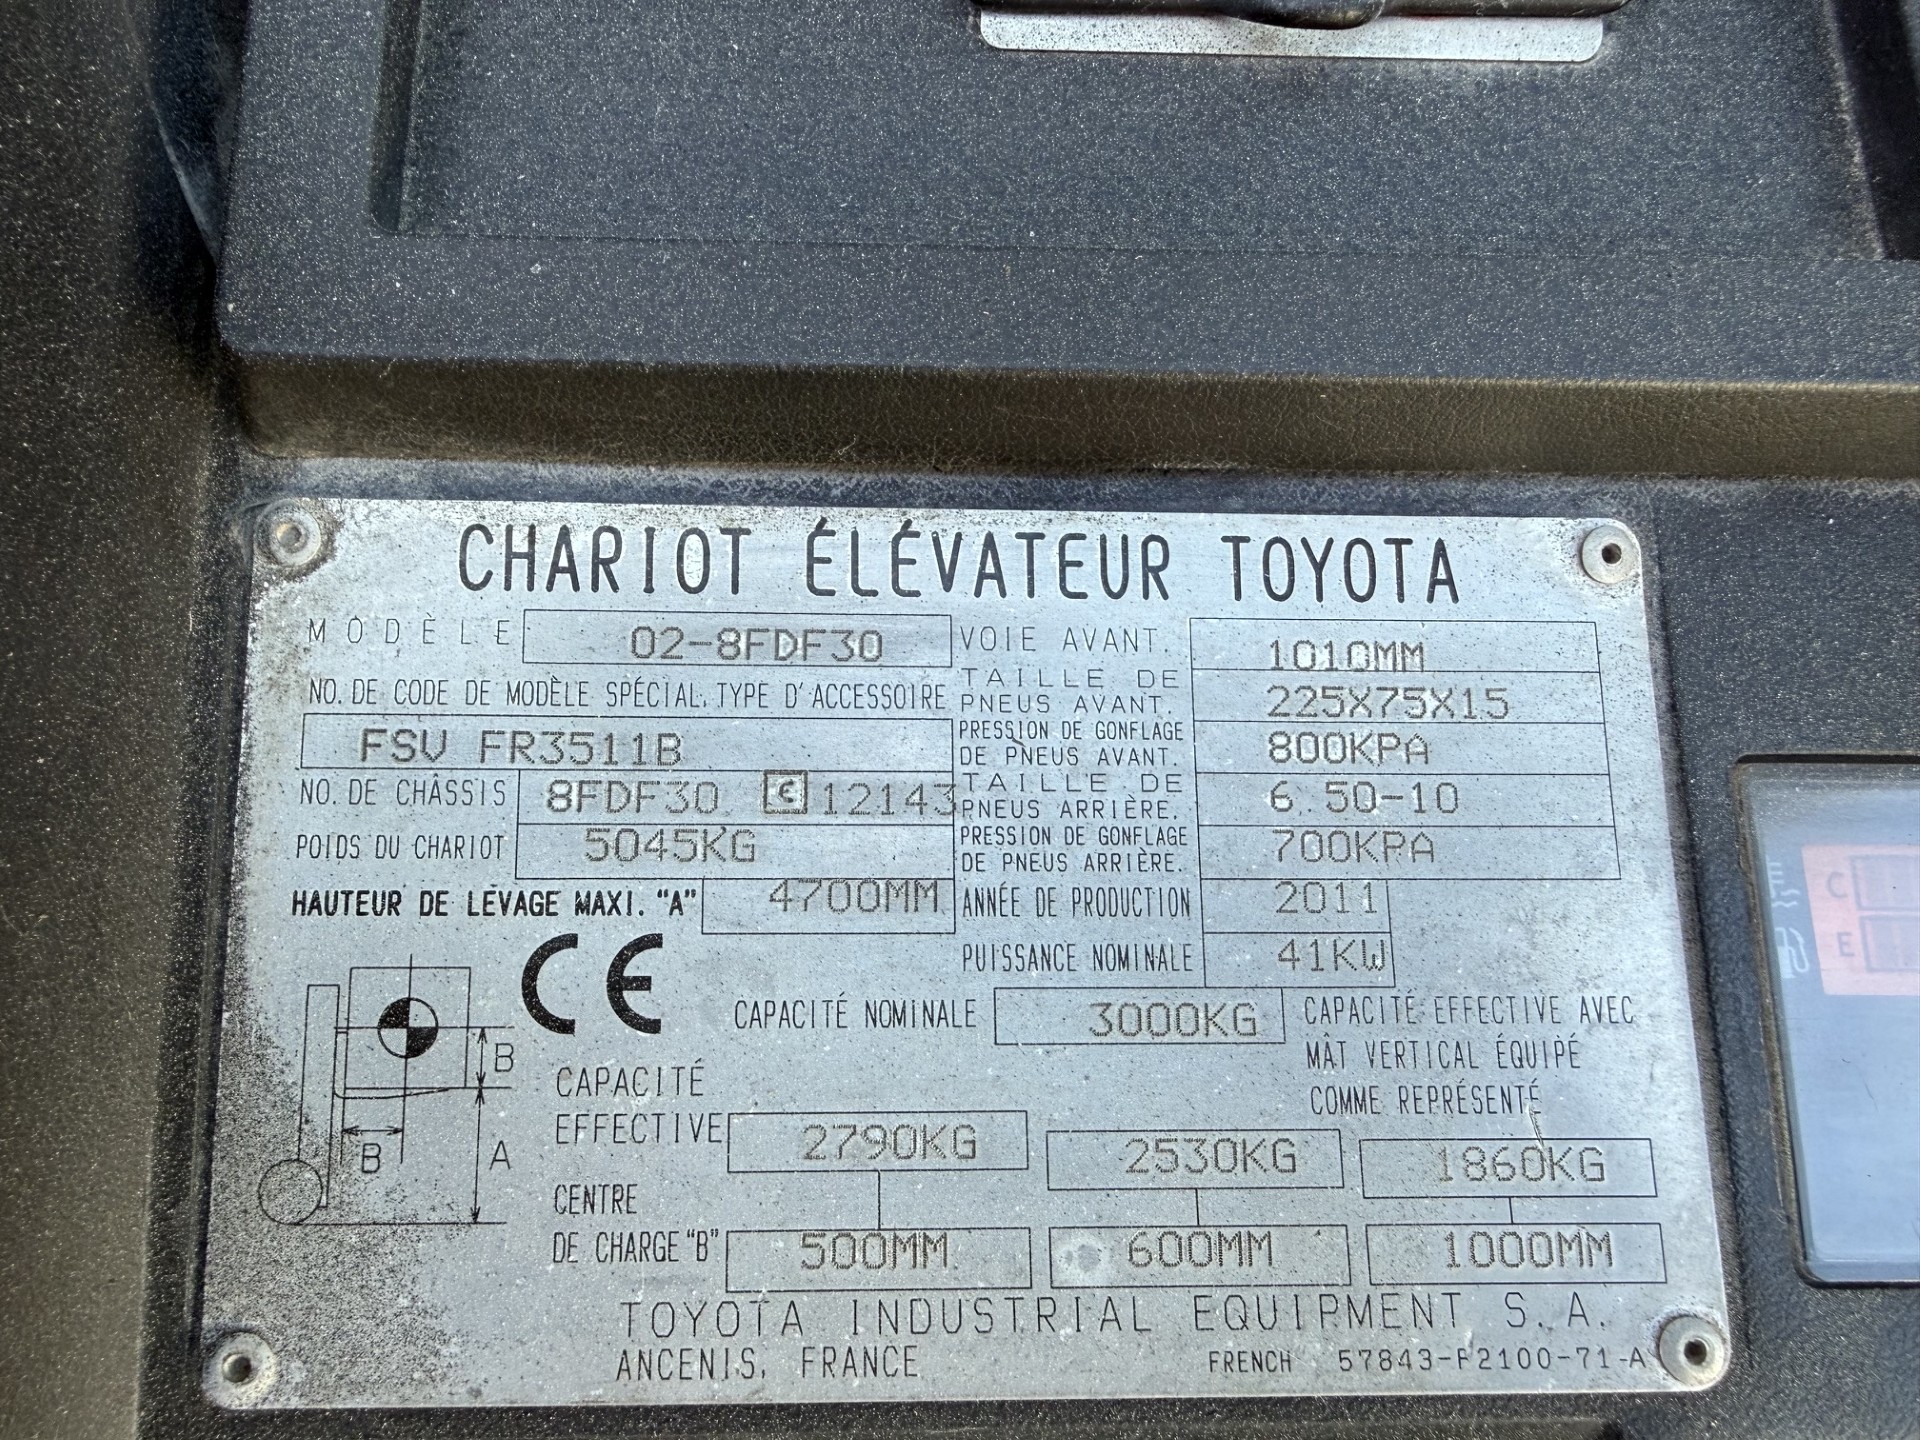 CHARIOT ÉLÉVATEUR TOYOTA
MODÈLE 02-8FDF30
NO. DE CODE DE MODÈLE SPÉCIAL, TYPE D'ACCESSOIRE
FSV FR3511B
NO. DE CHÂSSIS 8FDF30 E 12143
POIDS DU CHARIOT 5045KG
HAUTEUR DE LEVAGE MAXI. "A" 4700MM
VOIE AVANT. 1010MM
TAILLE DE
PNEUS AVANT. 225X75X15
PRESSION DE GONFLAGE
DE PNEUS AVANT. 800KPA
TAILLE DE
PNEUS ARRIÈRE. 6.50-10
PRESSION DE GONFLAGE
DE PNEUS ARRIÈRE. 700KPA
ANNÉE DE PRODUCTION 2011
PUISSANCE NOMINALE 41KW
CE
B
B
A
CAPACITÉ NOMINALE 3000KG
CAPACITÉ EFFECTIVE AVEC
MÂT VERTICAL ÉQUIPÉ
COMME REPRÉSENTÉ
CAPACITÉ
EFFECTIVE 2790KG 2530KG 1860KG
CENTRE
DE CHARGE "B" 500MM 600MM 1000MM
TOYOTA INDUSTRIAL EQUIPMENT S.A.
ANCENIS, FRANCE FRENCH 57843-F2100-71-A
C
E